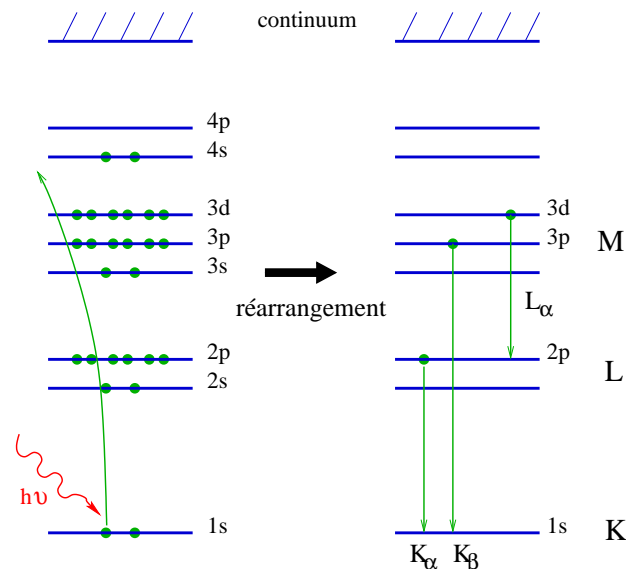 continuum
4p
4s
3d
3p
3s
2p
2s
1s
hυ
réarrangement
3d
3p
M
Lα
2p
L
1s
K
Kα
Kβ